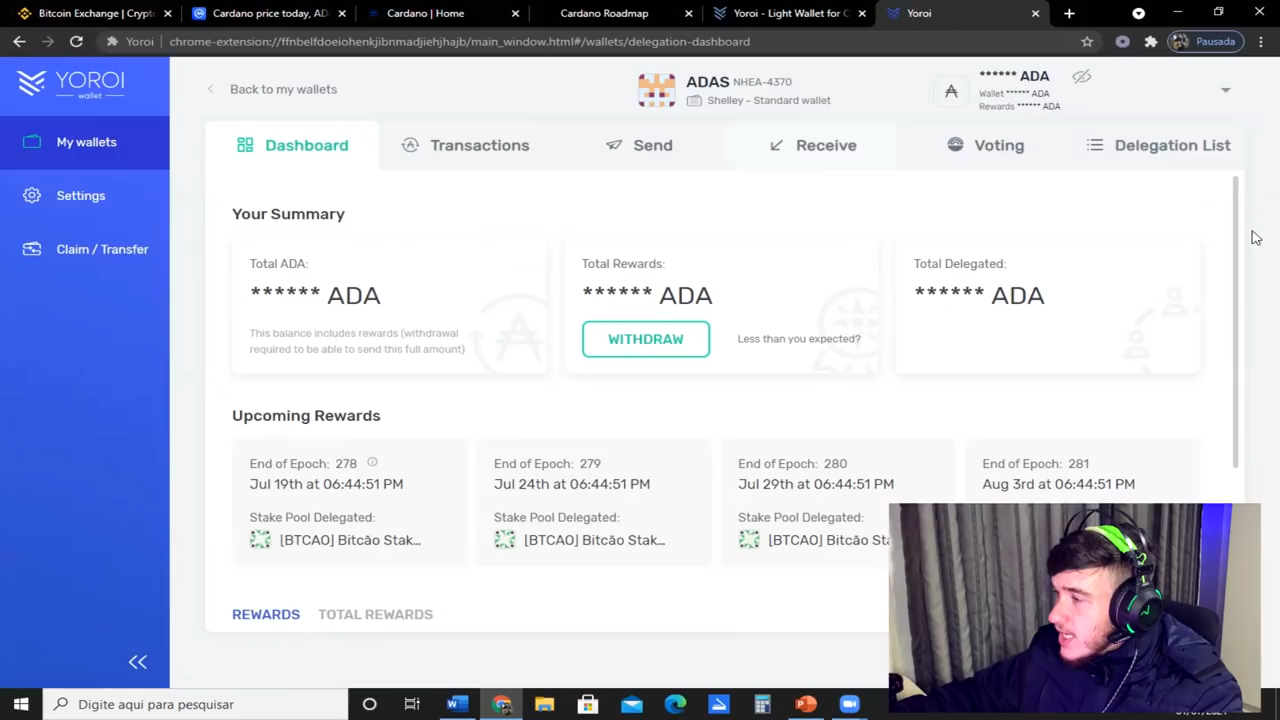 Bitcoin Exchange | Crypto
Cardano price today, AD
Cardano | Home
Cardano Roadmap
Yoroi - Light Wallet for C
Yoroi
Yoroi | chrome-extension://ffnbelfdoeiohenkjibnmadjiehjhajb/main_window.html#/wallets/delegation-dashboard
Pausada
YOROI
wallet
My wallets
Settings
Claim / Transfer
Back to my wallets
ADAS NHEA-4370
Shelley - Standard wallet
****** ADA
Wallet ****** ADA
Rewards ****** ADA
Dashboard
Transactions
Send
Receive
Voting
Delegation List
Your Summary
Total ADA:
****** ADA
This balance includes rewards (withdrawal
required to be able to send this full amount)
Total Rewards:
****** ADA
WITHDRAW
Less than you expected?
Total Delegated:
****** ADA
Upcoming Rewards
End of Epoch: 278
Jul 19th at 06:44:51 PM
Stake Pool Delegated:
[BTCAO] Bitcão Stak...
End of Epoch: 279
Jul 24th at 06:44:51 PM
Stake Pool Delegated:
[BTCAO] Bitcão Stak...
End of Epoch: 280
Jul 29th at 06:44:51 PM
Stake Pool Delegated:
[BTCAO] Bitcão Sta
End of Epoch: 281
Aug 3rd at 06:44:51 PM
REWARDS
TOTAL REWARDS
Digite aqui para pesquisar